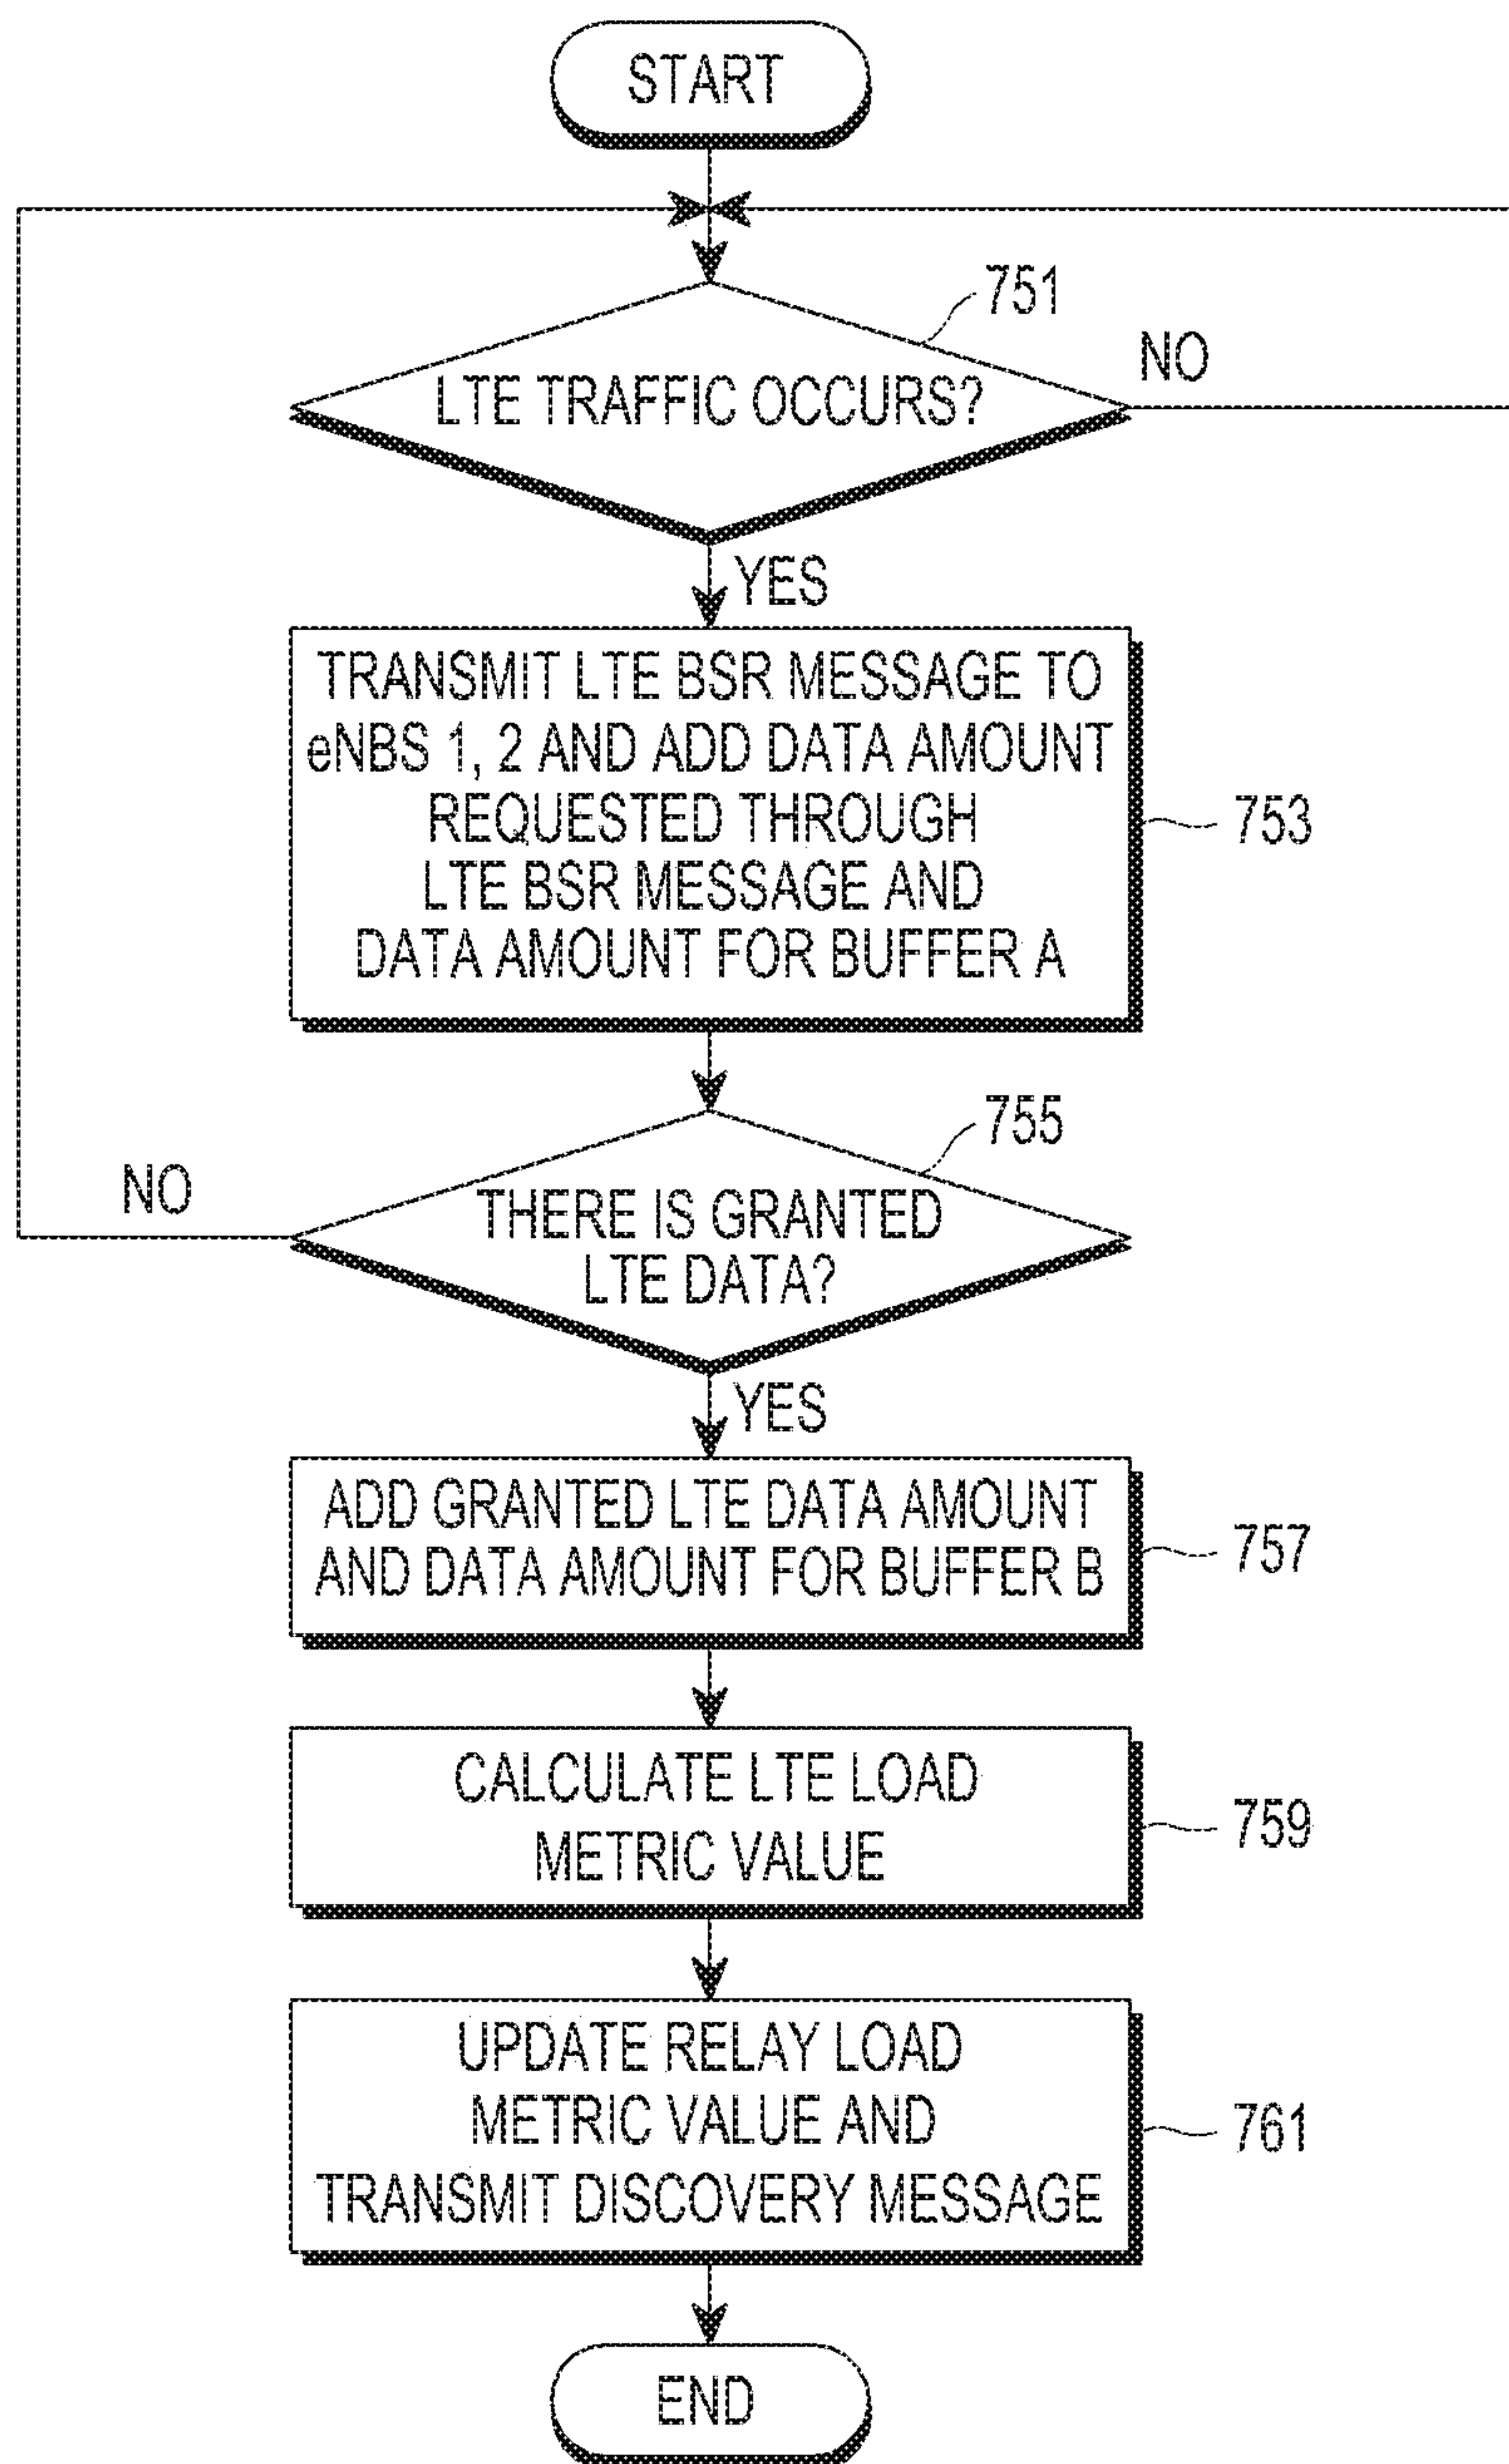 START
751
LTE TRAFFIC OCCURS?
NO
YES
TRANSMIT LTE BSR MESSAGE TO
eNBS 1, 2 AND ADD DATA AMOUNT
REQUESTED THROUGH
LTE BSR MESSAGE AND
DATA AMOUNT FOR BUFFER A
753
755
NO
THERE IS GRANTED
LTE DATA?
YES
ADD GRANTED LTE DATA AMOUNT
AND DATA AMOUNT FOR BUFFER B
757
CALCULATE LTE LOAD
METRIC VALUE
759
UPDATE RELAY LOAD
METRIC VALUE AND
TRANSMIT DISCOVERY MESSAGE
761
END